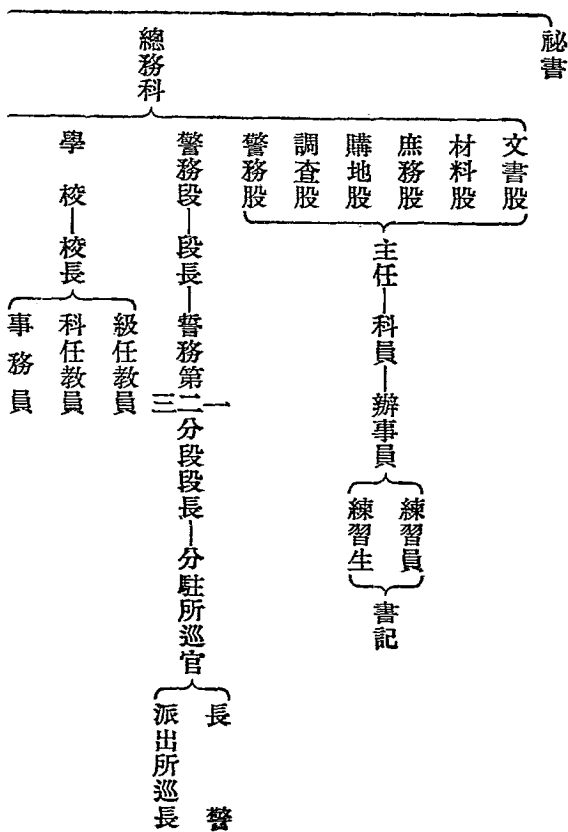 祕書
總務科
文書股
材料股
庶務股
購地股
調查股
警務股
主任—科員—辦事員
練習員
練習生
書記
警務段—段長—警務第一二三分段段長—分駐所巡官
長警
派出所巡長
學校—校長
級任教員
科任教員
事務員